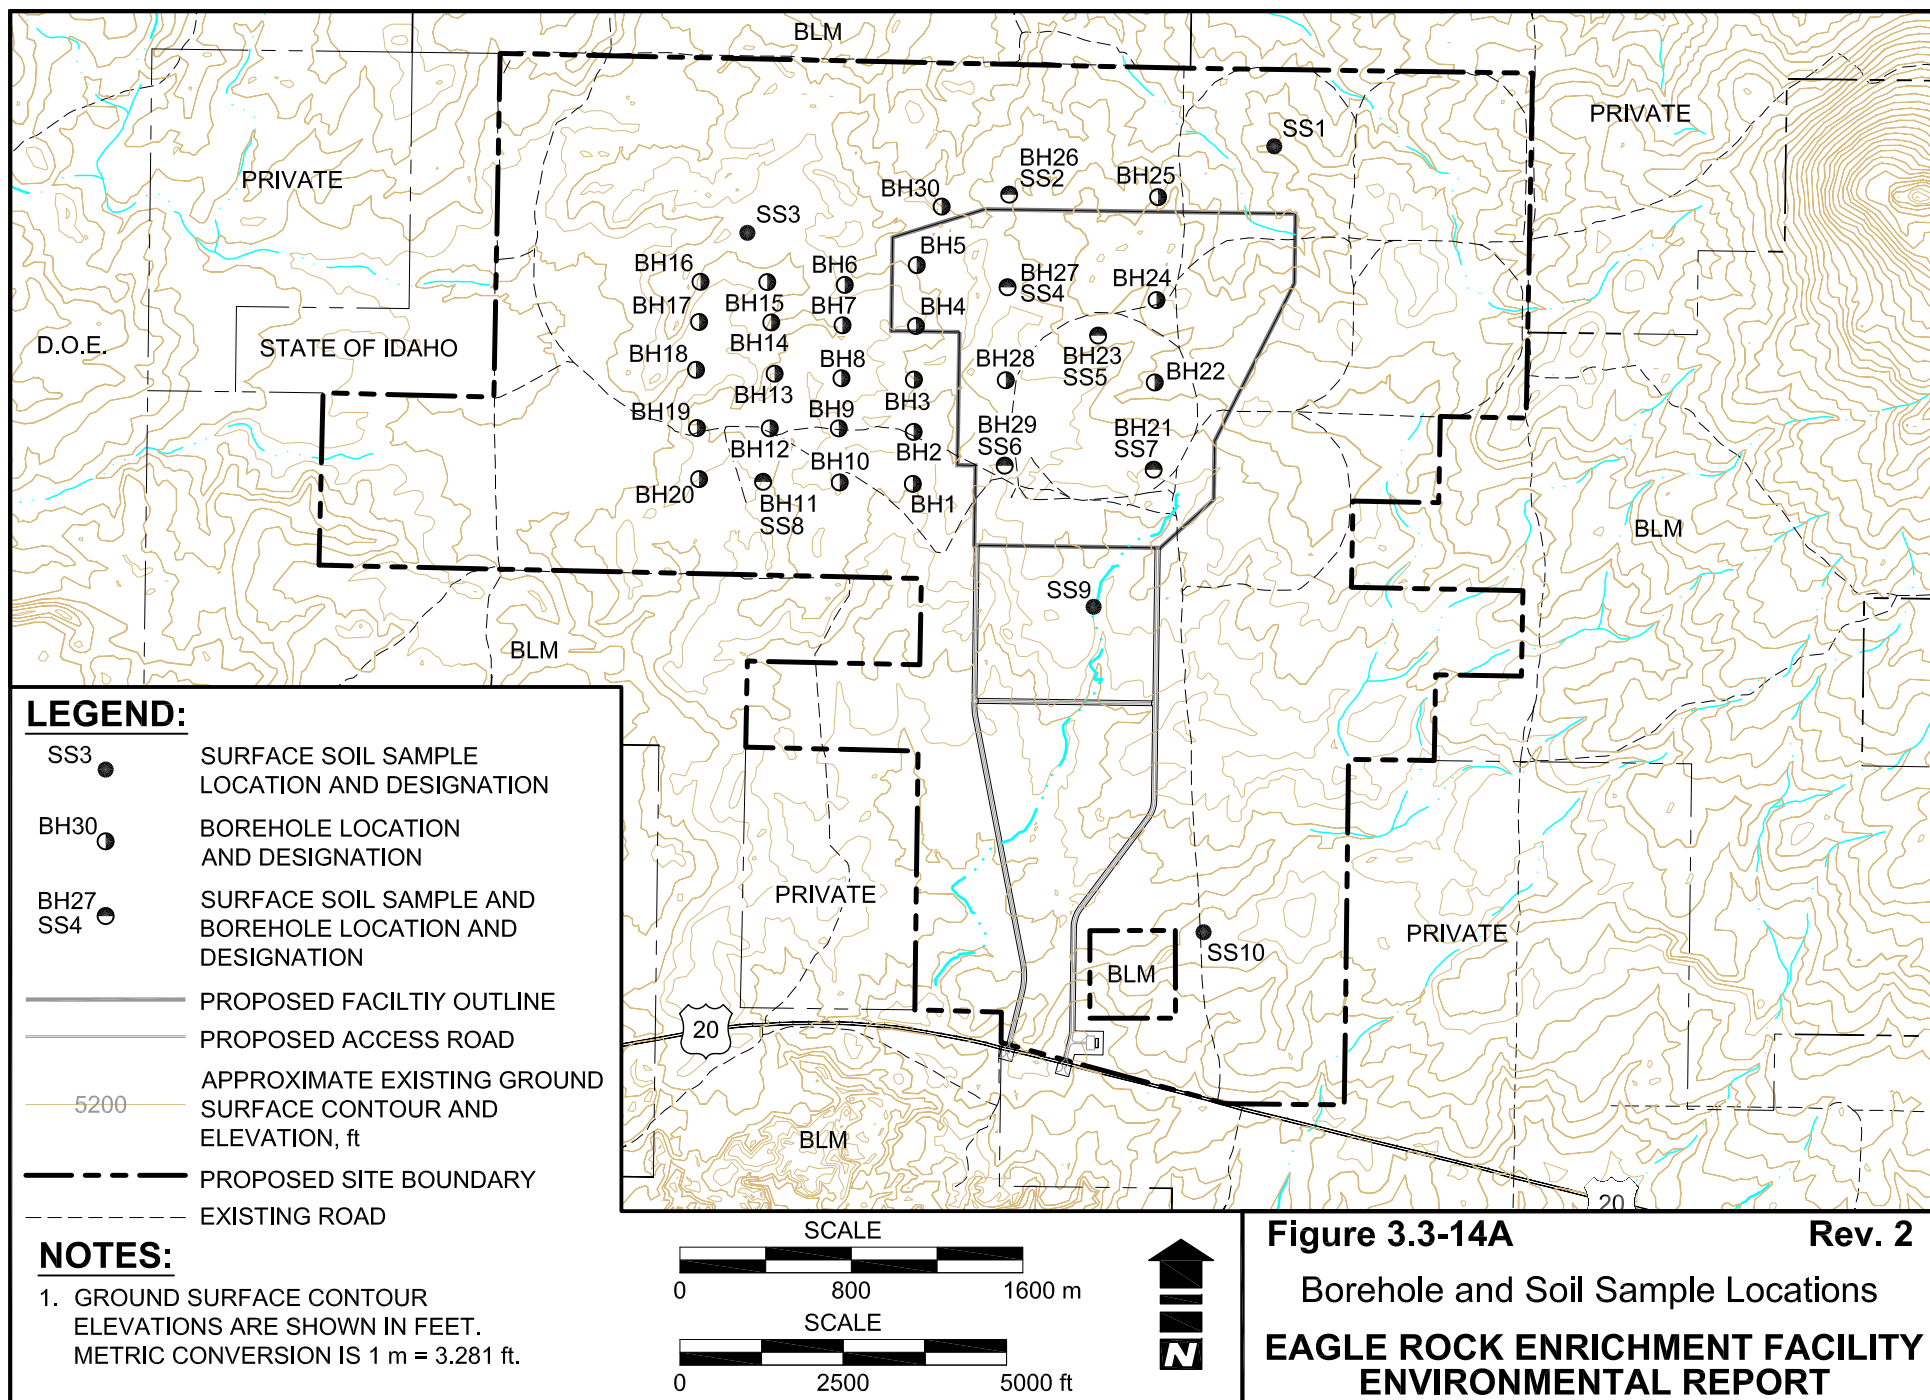 BLM
PRIVATE
SS1
PRIVATE
BH26
SS2
BH25
BH30
SS3
BH5
BH16
BH6
BH27
SS4
BH24
BH17
BH15
BH7
BH4
D.O.E.
STATE OF IDAHO
BH18
BH14
BH8
BH28
BH23
SS5
BH22
BH13
BH3
BH19
BH9
BH29
SS6
BH21
SS7
BH12
BH2
BH20
BH10
BH11
SS8
BH1
BLM
SS9
BLM
PRIVATE
SS10
PRIVATE
BLM
20
BLM
20
LEGEND:
SS3
SURFACE SOIL SAMPLE
LOCATION AND DESIGNATION
BH30
BOREHOLE LOCATION
AND DESIGNATION
BH27
SS4
SURFACE SOIL SAMPLE AND
BOREHOLE LOCATION AND
DESIGNATION
PROPOSED FACILTIY OUTLINE
PROPOSED ACCESS ROAD
5200
APPROXIMATE EXISTING GROUND
SURFACE CONTOUR AND
ELEVATION, ft
PROPOSED SITE BOUNDARY
EXISTING ROAD
NOTES:
1. GROUND SURFACE CONTOUR
ELEVATIONS ARE SHOWN IN FEET.
METRIC CONVERSION IS 1 m = 3.281 ft.
SCALE
0 800 1600 m
SCALE
0 2500 5000 ft
N
Figure 3.3-14A Rev. 2
Borehole and Soil Sample Locations
EAGLE ROCK ENRICHMENT FACILITY
ENVIRONMENTAL REPORT